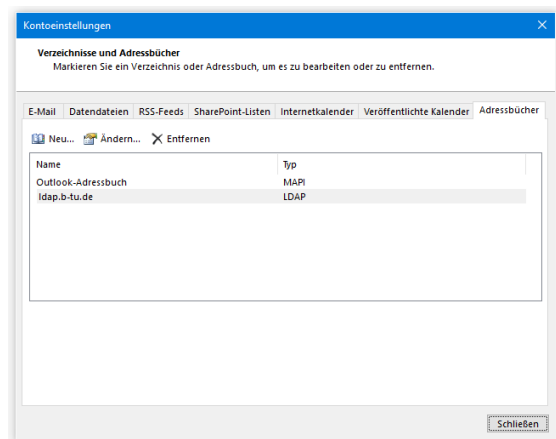 Kontoeinstellungen
Verzeichnisse und Adressbücher
Markieren Sie ein Verzeichnis oder Adressbuch, um es zu bearbeiten oder zu entfernen.
E-Mail Datendateien RSS-Feeds SharePoint-Listen Internetkalender Veröffentlichte Kalender Adressbücher
Neu... Ändern... Entfernen
Name Typ
Outlook-Adressbuch MAPI
ldap.b-tu.de LDAP
Schließen